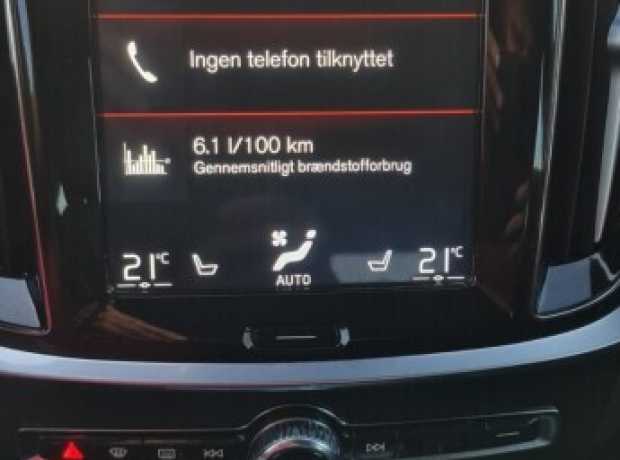 Ingen telefon tilknyttet
6.1 l/100 km
Gennemsnitligt brændstofforbrug
21°C
AUTO
21°C